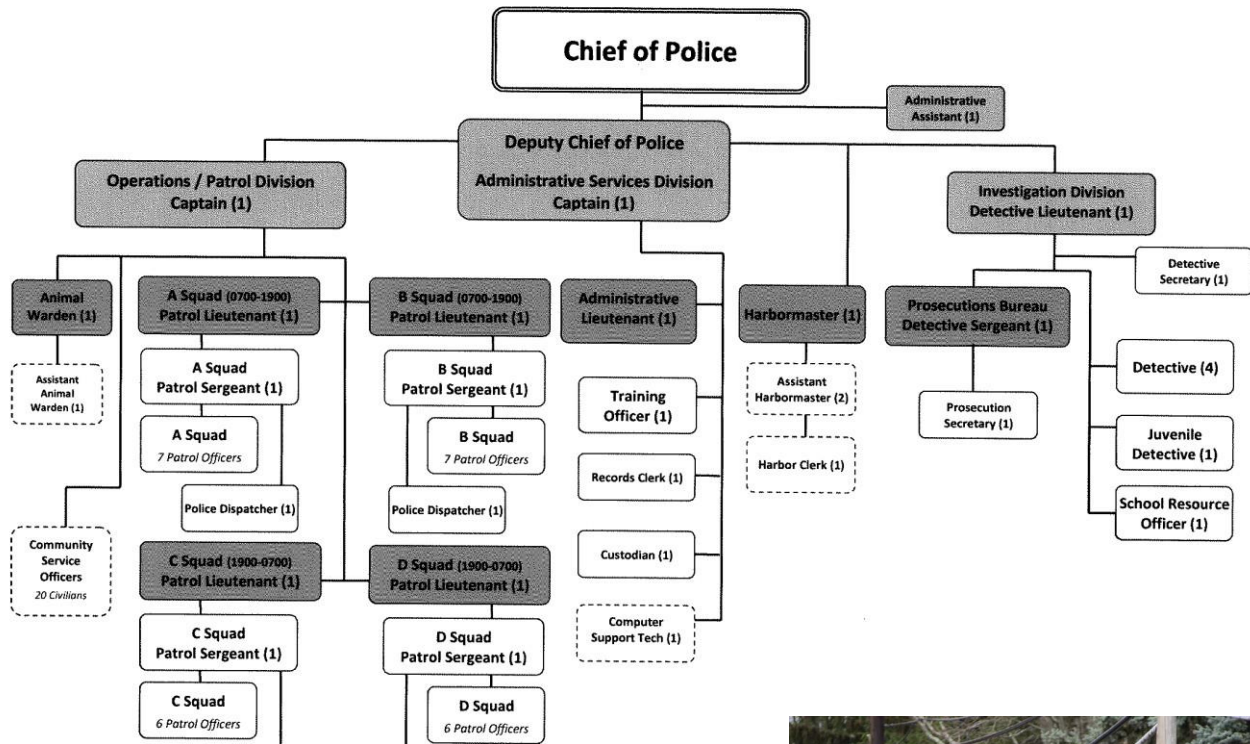 Chief of Police
Administrative
Assistant (1)
Deputy Chief of Police
Administrative Services Division
Captain (1)
Operations / Patrol Division
Captain (1)
Investigation Division
Detective Lieutenant (1)
Detective
Secretary (1)
Animal
Warden (1)
A Squad (0700-1900)
Patrol Lieutenant (1)
B Squad (0700-1900)
Patrol Lieutenant (1)
Administrative
Lieutenant (1)
Harbormaster (1)
Prosecutions Bureau
Detective Sergeant (1)
Assistant
Animal
Warden (1)
A Squad
Patrol Sergeant (1)
B Squad
Patrol Sergeant (1)
Training
Officer (1)
Assistant
Harbormaster (2)
Prosecution
Secretary (1)
Detective (4)
A Squad
7 Patrol Officers
B Squad
7 Patrol Officers
Records Clerk (1)
Harbor Clerk (1)
Juvenile
Detective (1)
Police Dispatcher (1)
Police Dispatcher (1)
School Resource
Officer (1)
Community
Service
Officers
20 Civilians
C Squad (1900-0700)
Patrol Lieutenant (1)
D Squad (1900-0700)
Patrol Lieutenant (1)
Custodian (1)
Computer
Support Tech (1)
C Squad
Patrol Sergeant (1)
D Squad
Patrol Sergeant (1)
C Squad
6 Patrol Officers
D Squad
6 Patrol Officers